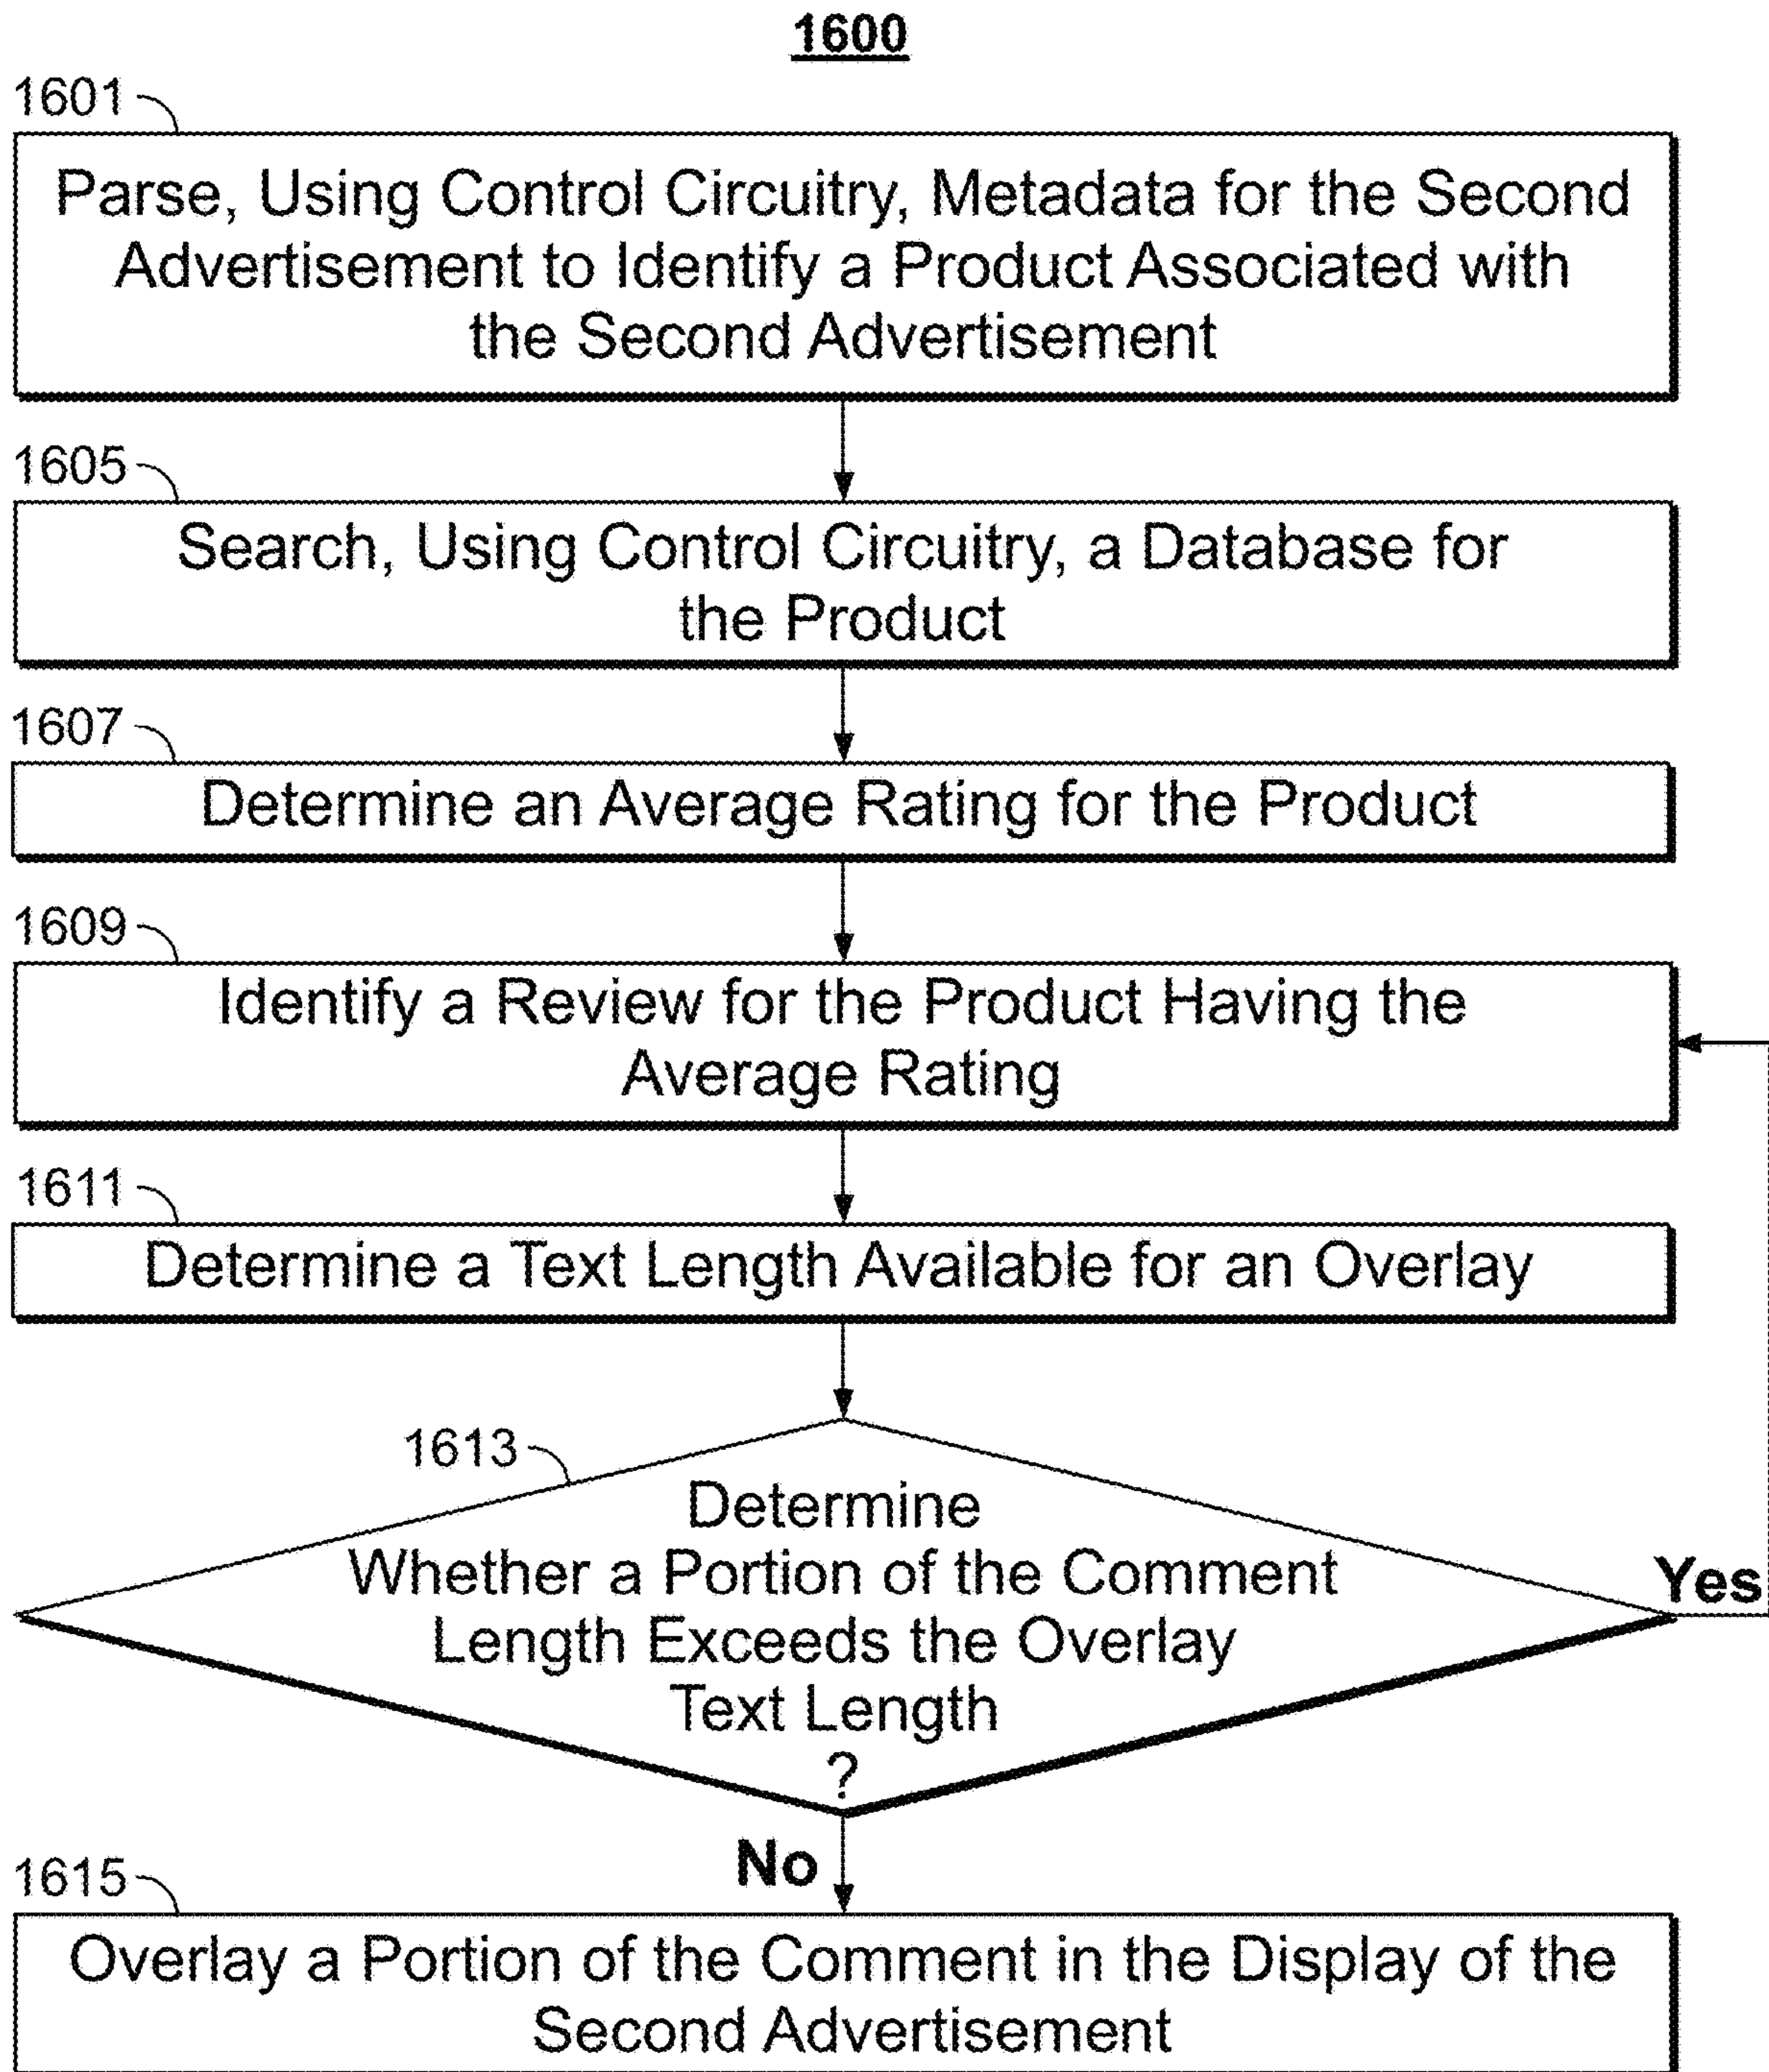 1600
1601
Parse, Using Control Circuitry, Metadata for the Second
Advertisement to Identify a Product Associated with
the Second Advertisement
1605
Search, Using Control Circuitry, a Database for
the Product
1607
Determine an Average Rating for the Product
1609
Identify a Review for the Product Having the
Average Rating
1611
Determine a Text Length Available for an Overlay
1613
Determine
Whether a Portion of the Comment
Length Exceeds the Overlay
Text Length
?
Yes
No
1615
Overlay a Portion of the Comment in the Display of the
Second Advertisement